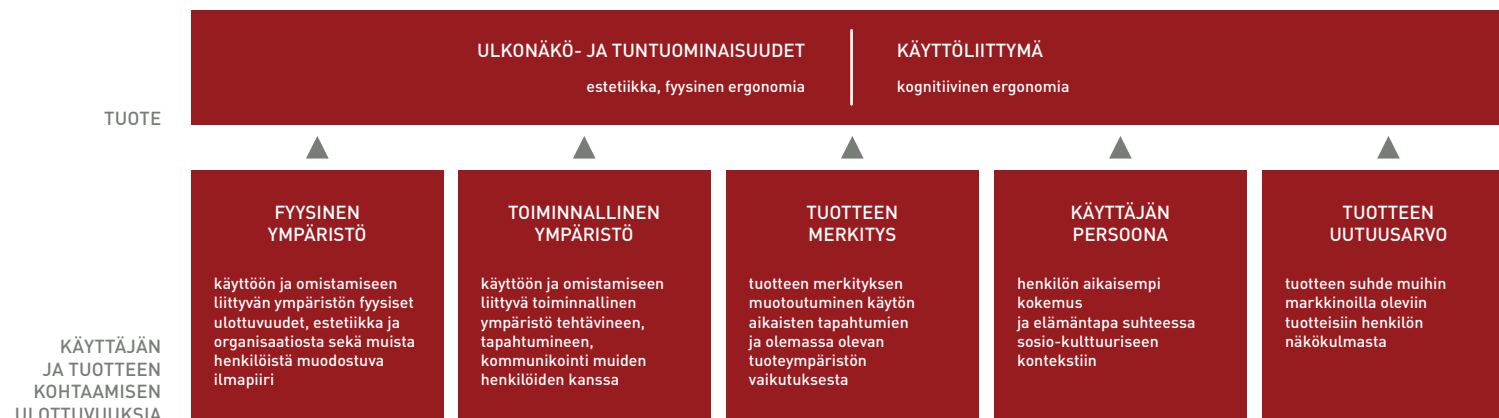 ULKONÄKÖ- JA TUNTUOMINAISUUDET
estetiikka, fyysinen ergonomia
KÄYTTÖLIITTYMÄ
kognitiivinen ergonomia
TUOTE
FYYSINEN
YMPÄRISTÖ
käyttöön ja omistamiseen
liittyvän ympäristön fyysiset
ulottuvuudet, estetiikka ja
organisaatiosta sekä muista
henkilöistä muodostuva
ilmapiiri
TOIMINNALLINEN
YMPÄRISTÖ
käyttöön ja omistamiseen
liittyvä toiminnallinen
ympäristö tehtävineen,
tapahtumineen,
kommunikointi muiden
henkilöiden kanssa
TUOTTEEN
MERKITYS
tuotteen merkityksen
muotoutuminen käytön
aikaisten tapahtumien
ja olemassa olevan
tuoteympäristön
vaikutuksesta
KÄYTTÄJÄN
PERSOONA
henkilön aikaisempi
kokemus
ja elämäntapa suhteessa
sosio-kulttuuriseen
kontekstiin
TUOTTEEN
UUTUUSARVO
tuotteen suhde muihin
markkinoilla oleviin
tuotteisiin henkilön
näkökulmasta
KÄYTTÄJÄN
JA TUOTTEEN
KOHTAAMISEN
ULOTTUVUUKSIA